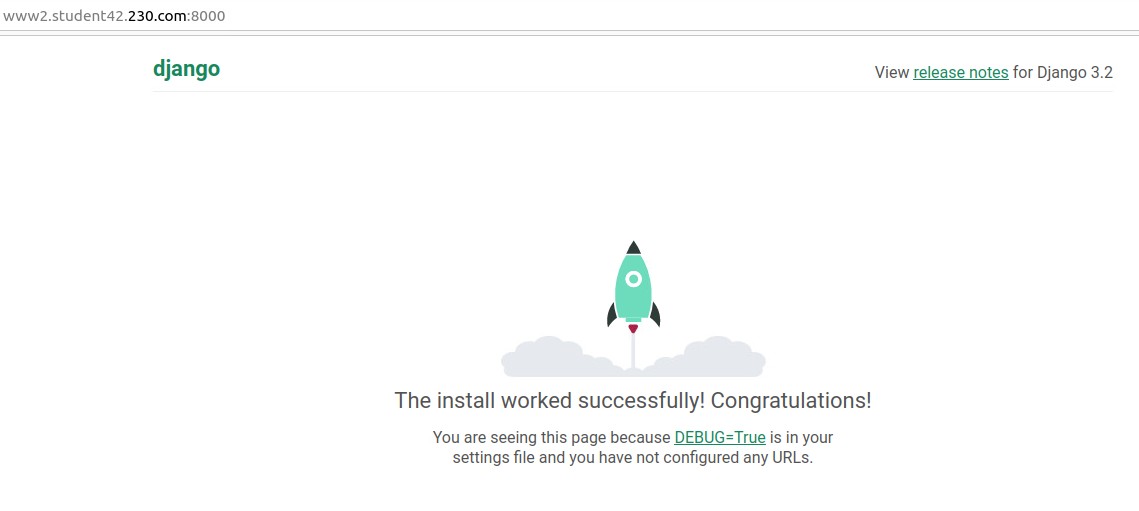 www2.student42.230.com:8000
django
View release notes for Django 3.2
The install worked successfully! Congratulations!
You are seeing this page because DEBUG=True is in your
settings file and you have not configured any URLs.